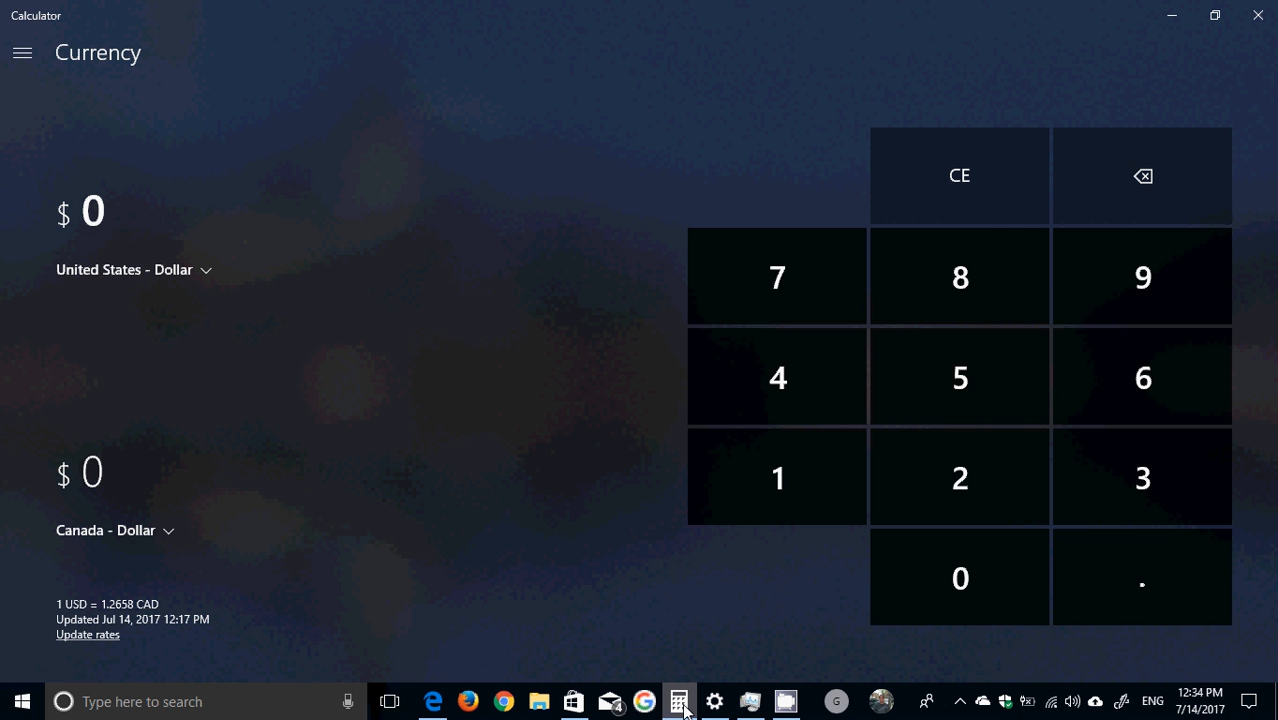 Calculator
Currency
$ 0
United States - Dollar
$ 0
Canada - Dollar
1 USD = 1.2658 CAD
Updated Jul 14, 2017 12:17 PM
Update rates
CE
7 8 9
4 5 6
1 2 3
0 .
Type here to search
4
G
G
ENG
12:34 PM
7/14/2017